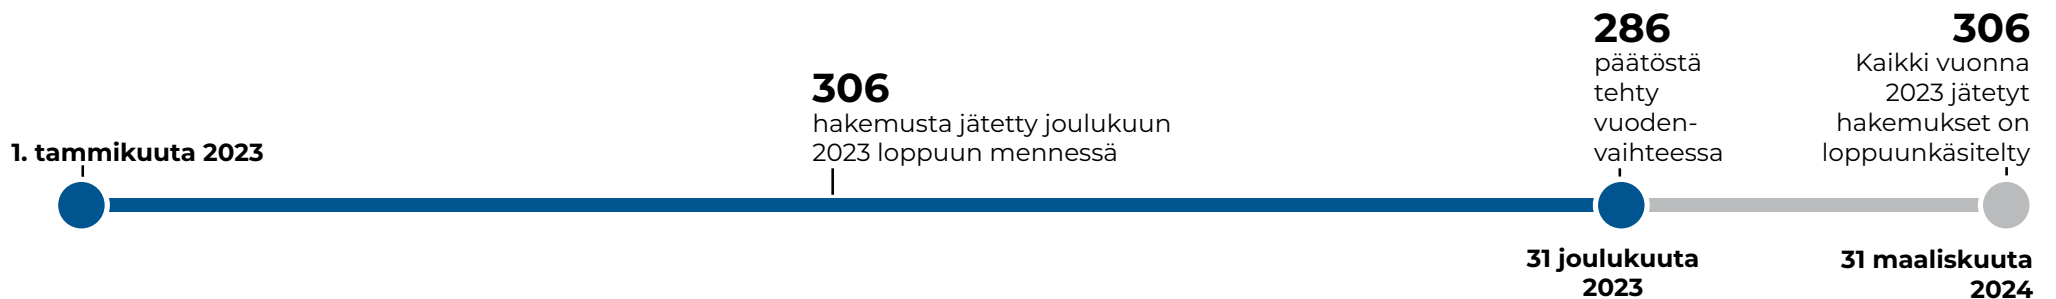 1. tammikuuta 2023
306
hakemusta jätetty joulukuun
2023 loppuun mennessä
286
päätöstä
tehty
vuoden-
vaihteessa
31 joulukuuta
2023
306
Kaikki vuonna
2023 jätetyt
hakemukset on
loppuunkäsitelty
31 maaliskuuta
2024